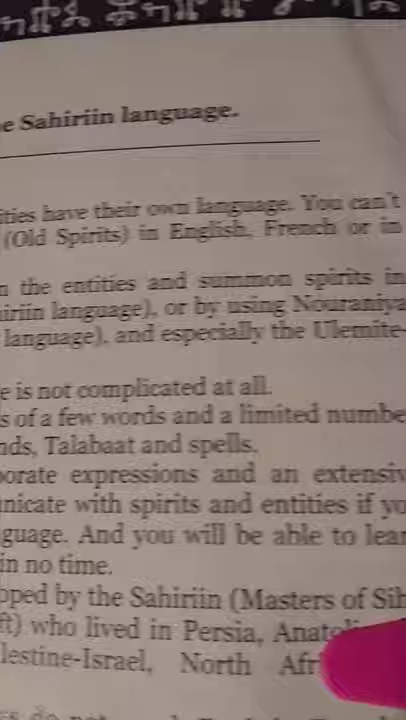 e Sahiriin language.
ities have their own language. You can't
(Old Spirits) in English, French or in
n the entities and summon spirits in
iriin language), or by using Nouraniya
language), and especially the Ulemite-
e is not complicated at all.
s of a few words and a limited numbe
nds, Talabaat and spells.
orate expressions and an extensiv
nicate with spirits and entities if yo
guage. And you will be able to lear
in no time.
oped by the Sahiriin (Masters of Sih
ft) who lived in Persia, Anatol
lestine-Israel, North Afri